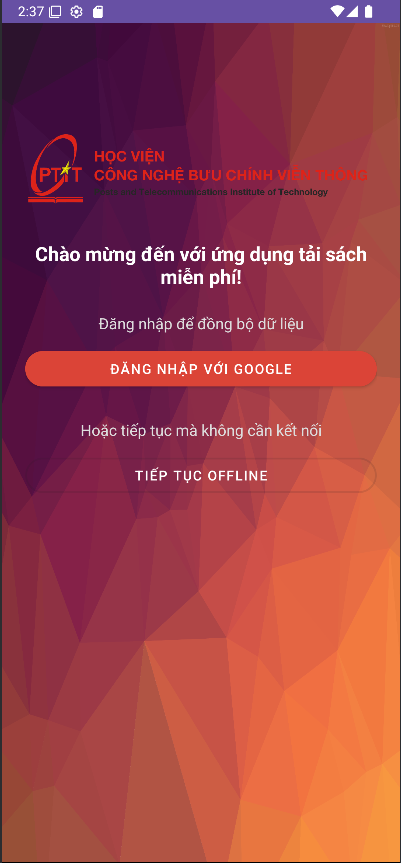 2:37
PTIT
HỌC VIỆN
CÔNG NGHỆ BƯU CHÍNH VIỄN THÔNG
Telecommunications Institute of Technology
Chào mừng đến với ứng dụng tải sách
miễn phí!
Đăng nhập để đồng bộ dữ liệu
ĐĂNG NHẬP VỚI GOOGLE
Hoặc tiếp tục mà không cần kết nối
TIẾP TỤC OFFLINE